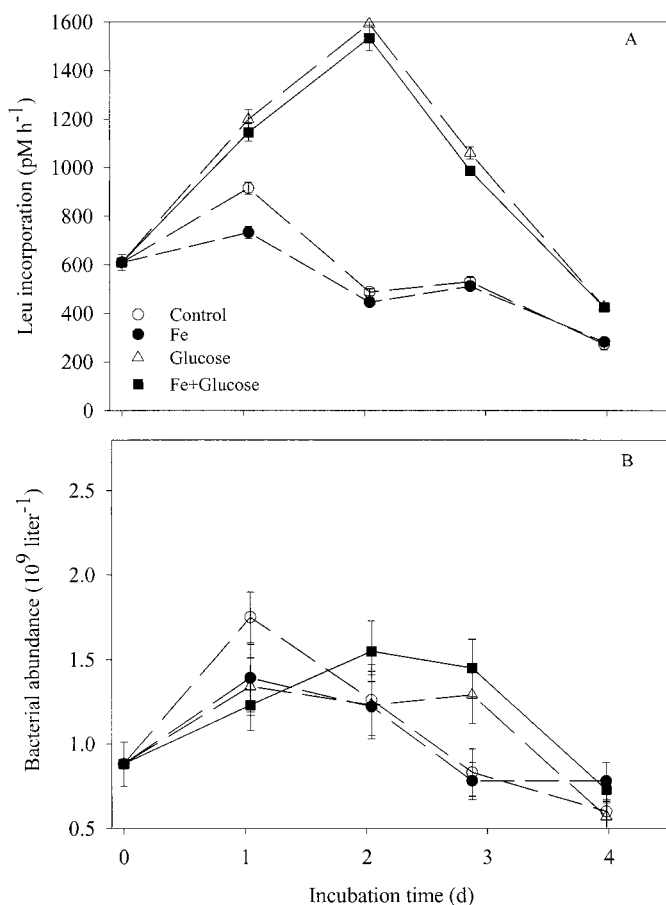 1600
A
1400
1200
1000
800
600
400
200
0
Leu incorporation (pM h⁻¹)
Control
Fe
Glucose
Fe+Glucose
B
2.5
2.0
1.5
1.0
0.5
Bacterial abundance (10⁹ liter⁻¹)
0 1 2 3 4
Incubation time (d)